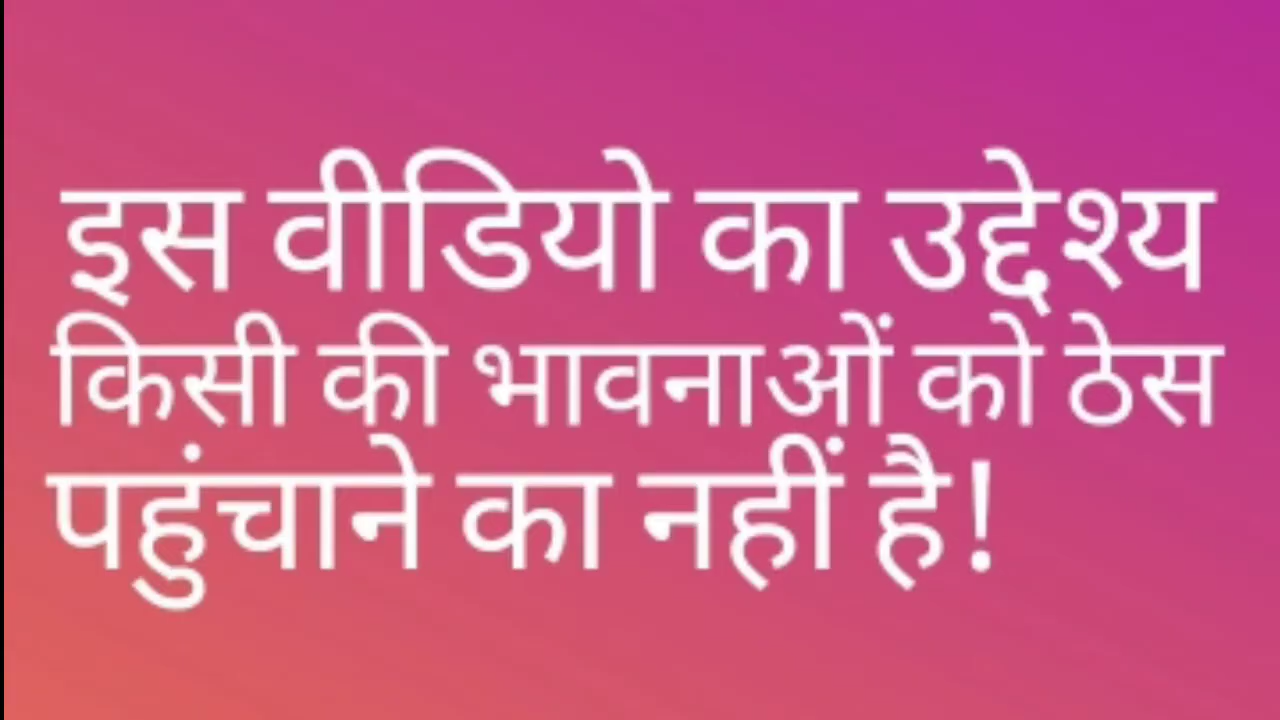 इस वीडियो का उद्देश्य
किसी की भावनाओं को ठेस
पहुंचाने का नहीं है!